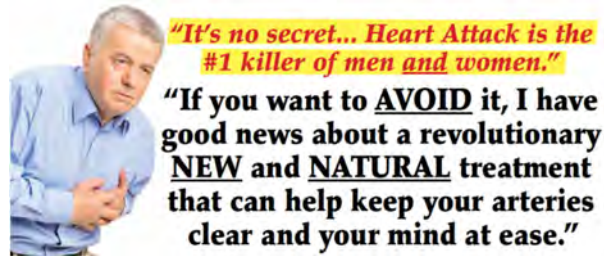 "It's no secret... Heart Attack is the
#1 killer of men and women."
"If you want to AVOID it, I have
good news about a revolutionary
NEW and NATURAL treatment
that can help keep your arteries
clear and your mind at ease."